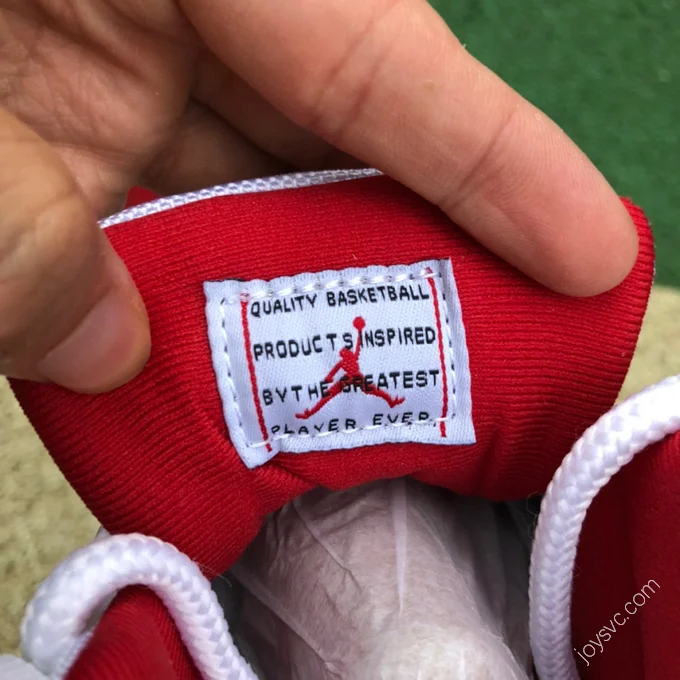 QUALITY BASKETBALL
PRODUCTS INSPIRED
BY THE GREATEST
PLAYER EVER.
joysvc.com